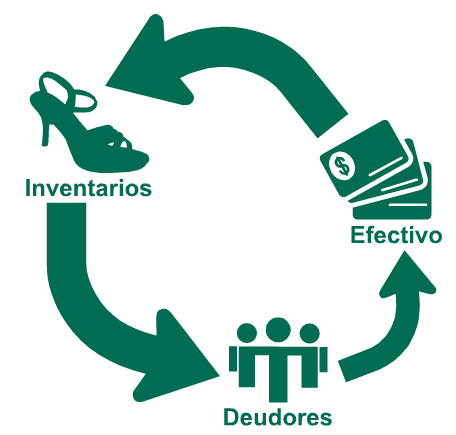 Inventarios
$
Efectivo
Deudores